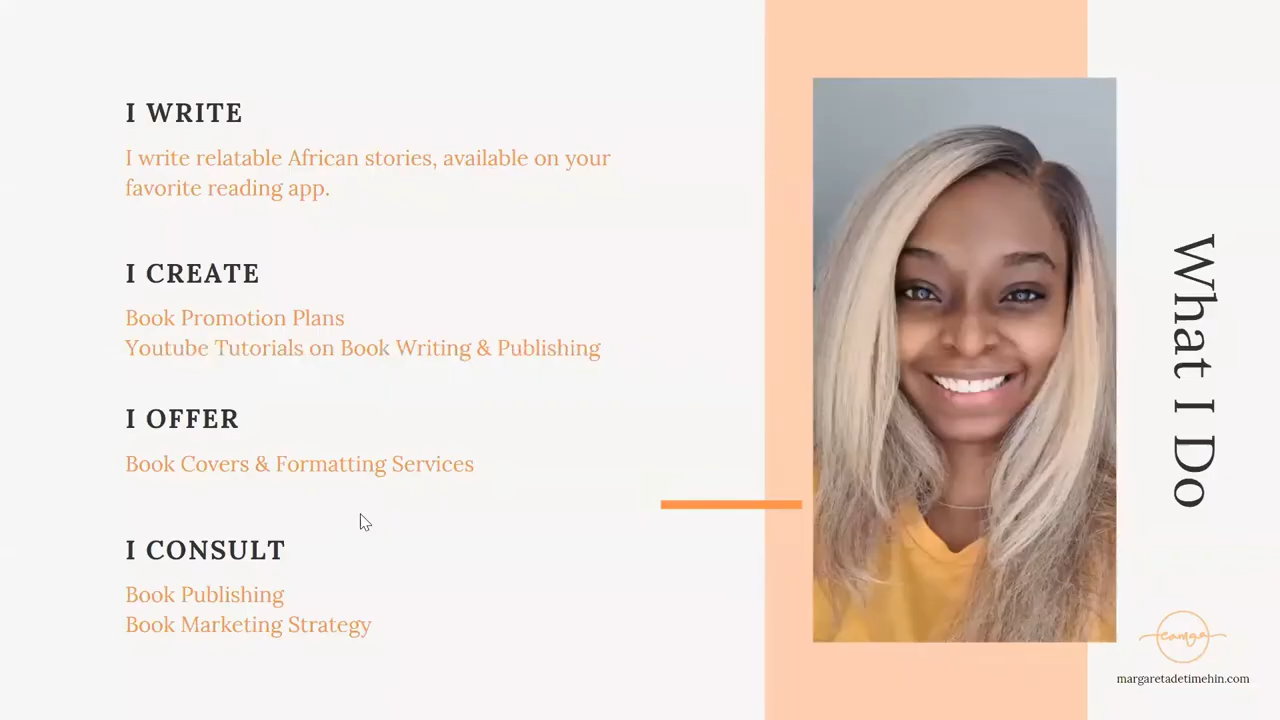 I WRITE
I write relatable African stories, available on your
favorite reading app.
I CREATE
Book Promotion Plans
Youtube Tutorials on Book Writing & Publishing
I OFFER
Book Covers & Formatting Services
I CONSULT
Book Publishing
Book Marketing Strategy
What I Do
margaretadetimehin.com